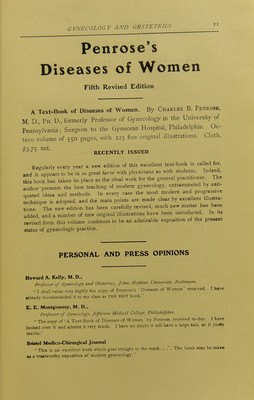 GYNECOLOGY AND OBSTETRICS 11
Penrose's
Diseases of Women
Fifth Revised Edition
A Text-Book of Diseases of Women. By CHARLES B. PENROSE,
M. D., PH. D., formerly Professor of Gynecology in the University of
Pennsylvania; Surgeon to the Gynecean Hospital, Philadelphia. Oc-
tavo volume of 550 pages, with 225 fine original illustrations. Cloth,
$3.75 net.
RECENTLY ISSUED
Regularly every year a new edition of this excellent text-book is called for,
and it appears to be in as great favor with physicians as with students. Indeed,
this book has taken its place as the ideal work for the general practitioner. The
author presents the best teaching of modern gynecology, untrammeled by anti-
quated ideas and methods. In every case the most modern and progressive
technique is adopted, and the main points are made clear by excellent illustra-
tions. The new edition has been carefully revised, much new matter has been
added, and a number of new original illustrations have been introduced. In its
revised form this volume continues to be an admirable exposition of the present
status of gynecologic practice.
PERSONAL AND PRESS OPINIONS
Howard A. Kelly, M. D.,
Professor of Gynecology and Obstetrics, Johns Hopkins University, Baltimore.
" I shall value very highly the copy of Penrose's ' Diseases of Women ' received. I have
already recommended it to my class as THE BEST book."
E. E. Montgomery, M. D.,
Professor of Gynecology, Jefferson Medical College, Philadelphia.
" The copy of ' A Text-Book of Diseases of Women ' by Penrose, received to-day. I have
looked over it and admire it very much. I have no doubt it will have a large sale, as it justly
merits."
Bristol Medico-Chirurgical Journal
" This is an excellent work which goes straight to the mark. . . . The book may be taken
as a trustworthy exposition of modern gynecology."